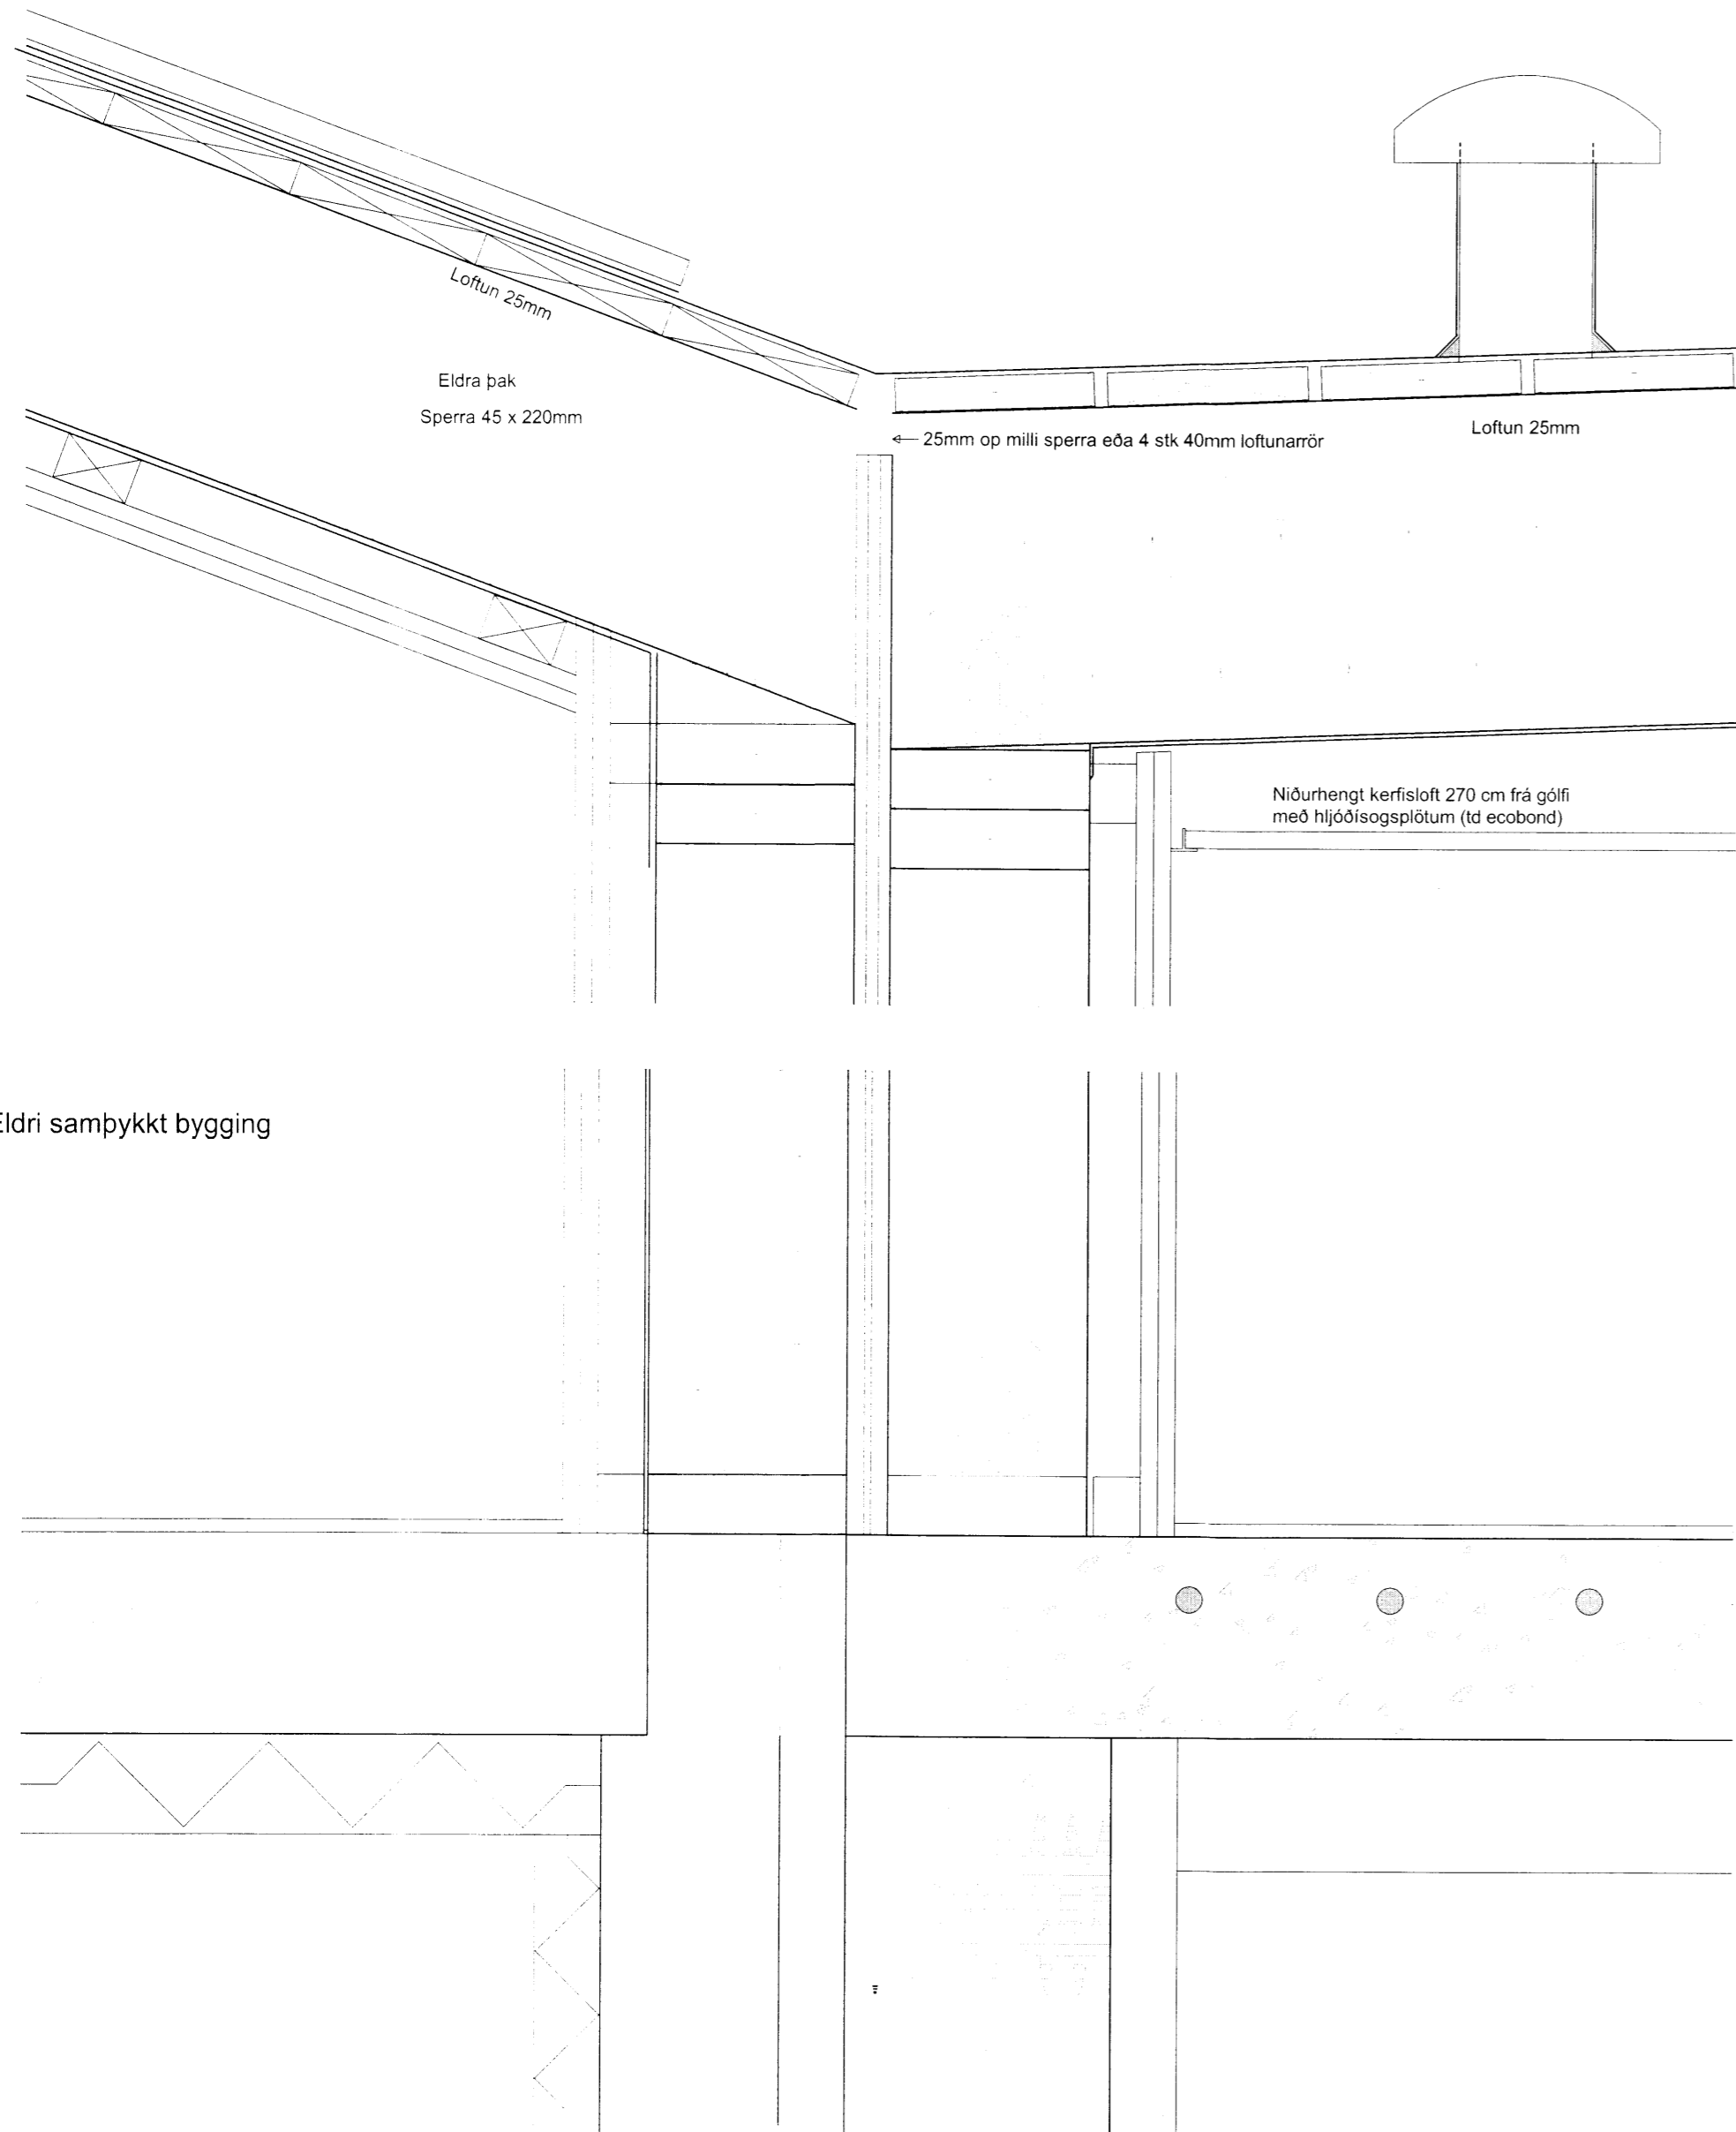 Loftun 25mm
Eldra þak
Sperra 45 x 220mm
25mm op milli sperra eða 4 stk 40mm loftunarrör
Loftun 25mm
Niðurhengt kerfisloft 270 cm frá gólfi
með hljóðísogsplötum (td ecobond)
Eldri samþykkt bygging